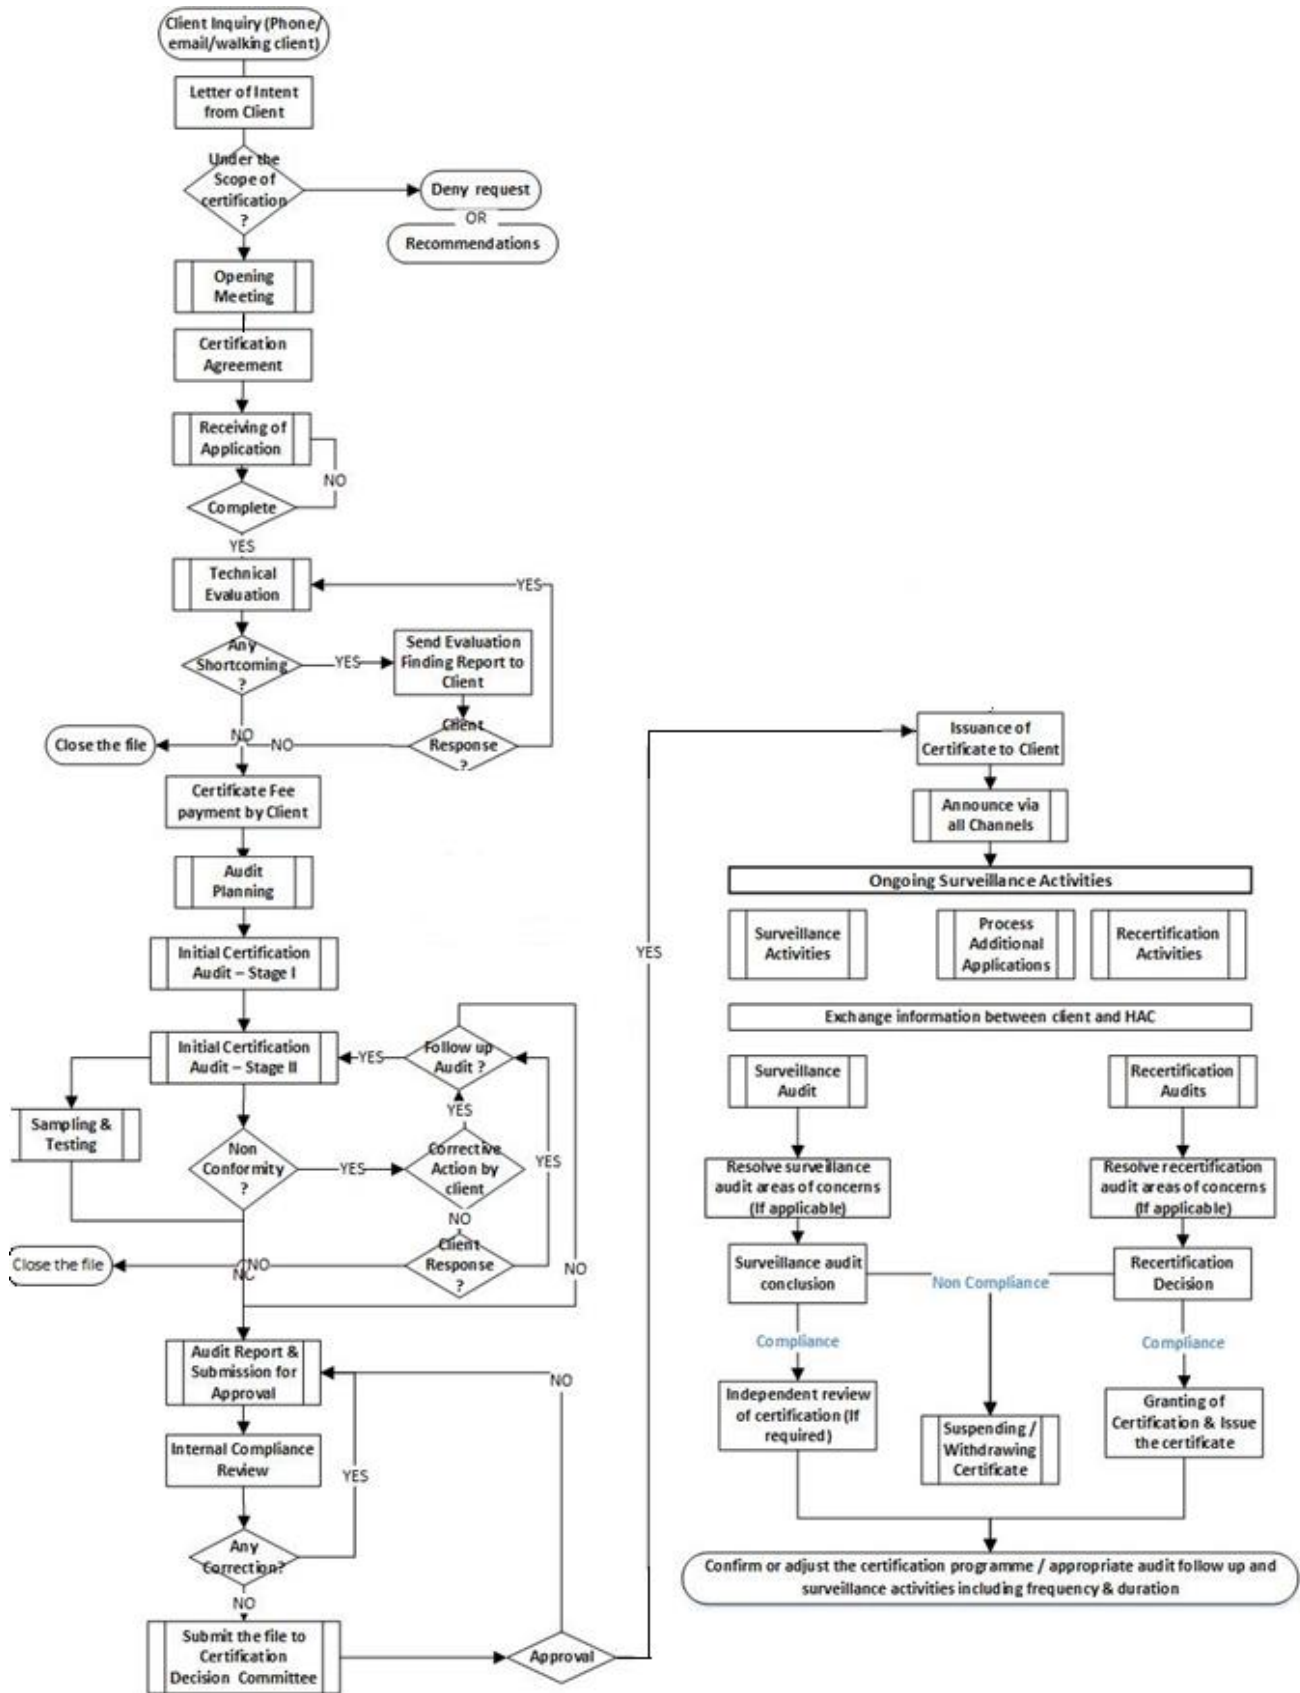 Client Inquiry (Phone/
email/walking client)
Letter of Intent
from Client
Under the
Scope of
certification
?
Deny request
OR
Recommendations
Opening
Meeting
Certification
Agreement
Receiving of
Application
NO
Complete
YES
Technical
Evaluation
YES
Any
Shortcoming
?
YES
Send Evaluation
Finding Report to
Client
NO
Client
Response
?
NO
Close the file
Certificate Fee
payment by Client
Audit
Planning
Initial Certification
Audit – Stage I
Initial Certification
Audit – Stage II
YES
Follow up
Audit ?
Sampling &
Testing
YES
Non
Conformity
?
YES
Corrective
Action by
client
YES
NO
Client
Response
?
NO
NO
NO
Close the file
Audit Report &
Submission for
Approval
NO
Internal Compliance
Review
YES
Any
Correction?
NO
Submit the file to
Certification
Decision Committee
Approval
YES
Issuance of
Certificate to Client
Announce via
all Channels
Ongoing Surveillance Activities
Surveillance
Activities
Process
Additional
Applications
Recertification
Activities
Exchange information between client and HAC
Surveillance
Audit
Recertification
Audits
Resolve surveillance
audit areas of concerns
(If applicable)
Resolve recertification
audit areas of concerns
(If applicable)
Surveillance audit
conclusion
Non Compliance
Recertification
Decision
Compliance
Compliance
Independent review
of certification (If
required)
Suspending /
Withdrawing
Certificate
Granting of
Certification & Issue
the certificate
Confirm or adjust the certification programme / appropriate audit follow up and
surveillance activities including frequency & duration